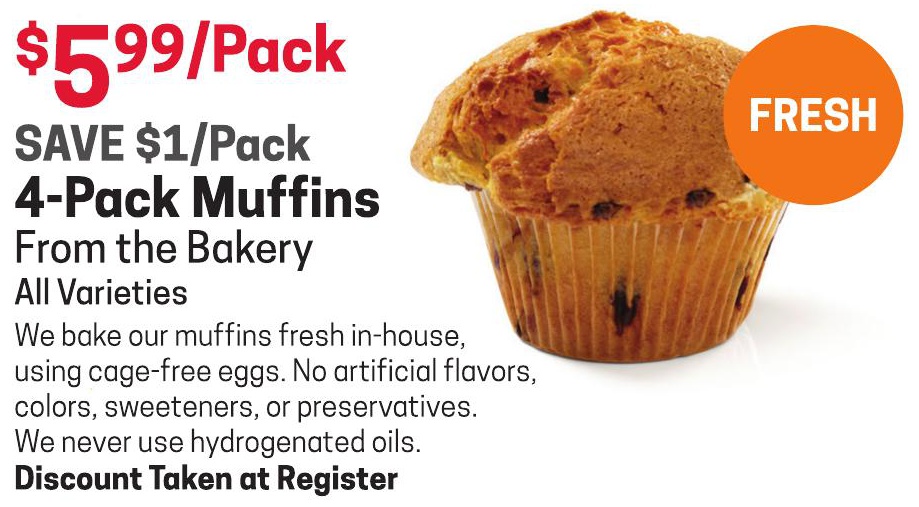 $5.99/Pack
SAVE $1/Pack
4-Pack Muffins
From the Bakery
All Varieties
We bake our muffins fresh in-house,
using cage-free eggs. No artificial flavors,
colors, sweeteners, or preservatives.
We never use hydrogenated oils.
Discount Taken at Register
FRESH